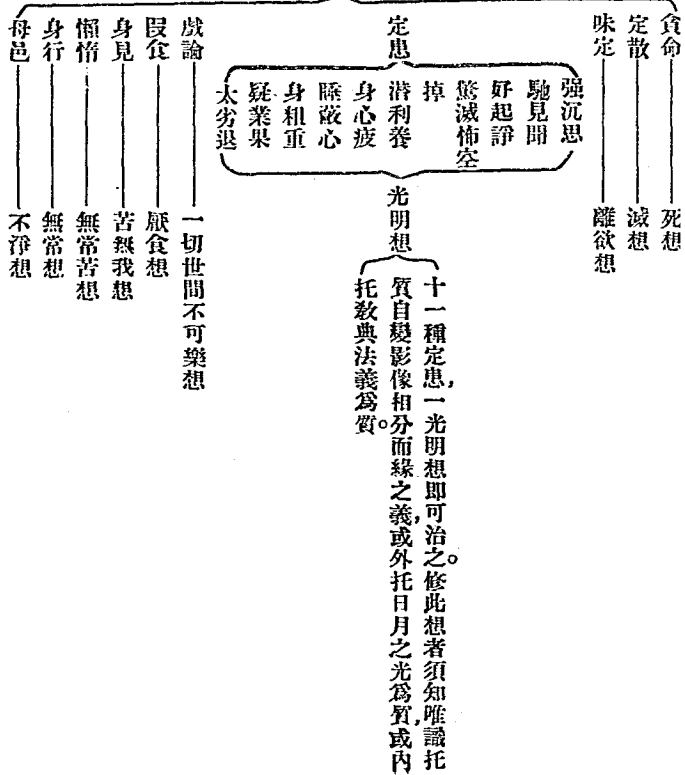 貪命——死想
定散——滅想
味定——離欲想
定患
强沉思
馳見聞
好起諍
驚滅怖空
掉
潛利養
身心疲
睡蔽心
身粗重
疑業果
太劣退
光明想
十一種定患,一光明想即可治之。修此想者須知唯識托
質自變影像相分而緣之義,或外托日月之光爲質,或内
托敎典法義爲質。
戲論——一切世間不可樂想
段食——厭食想
身見——苦無我想
懶惰——無常苦想
身行——無常想
母邑——不淨想